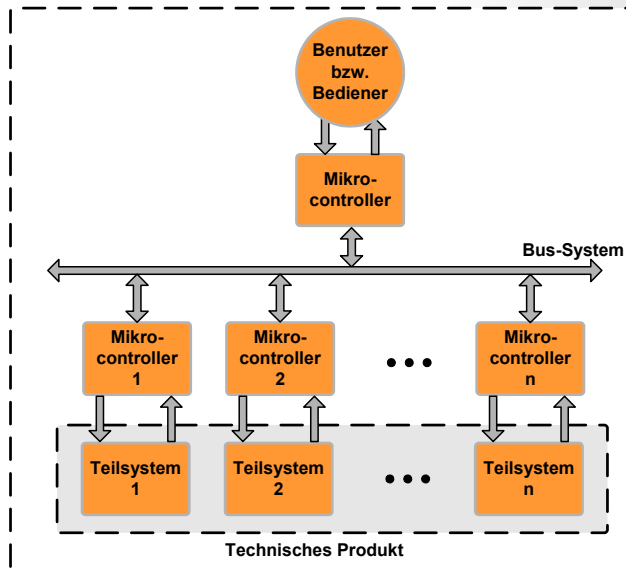 Benutzer
bzw.
Bediener
Mikro-
controller
Bus-System
Mikro-
controller
1
Mikro-
controller
2
Mikro-
controller
n
Teilsystem
1
Teilsystem
2
Teilsystem
n
Technisches Produkt